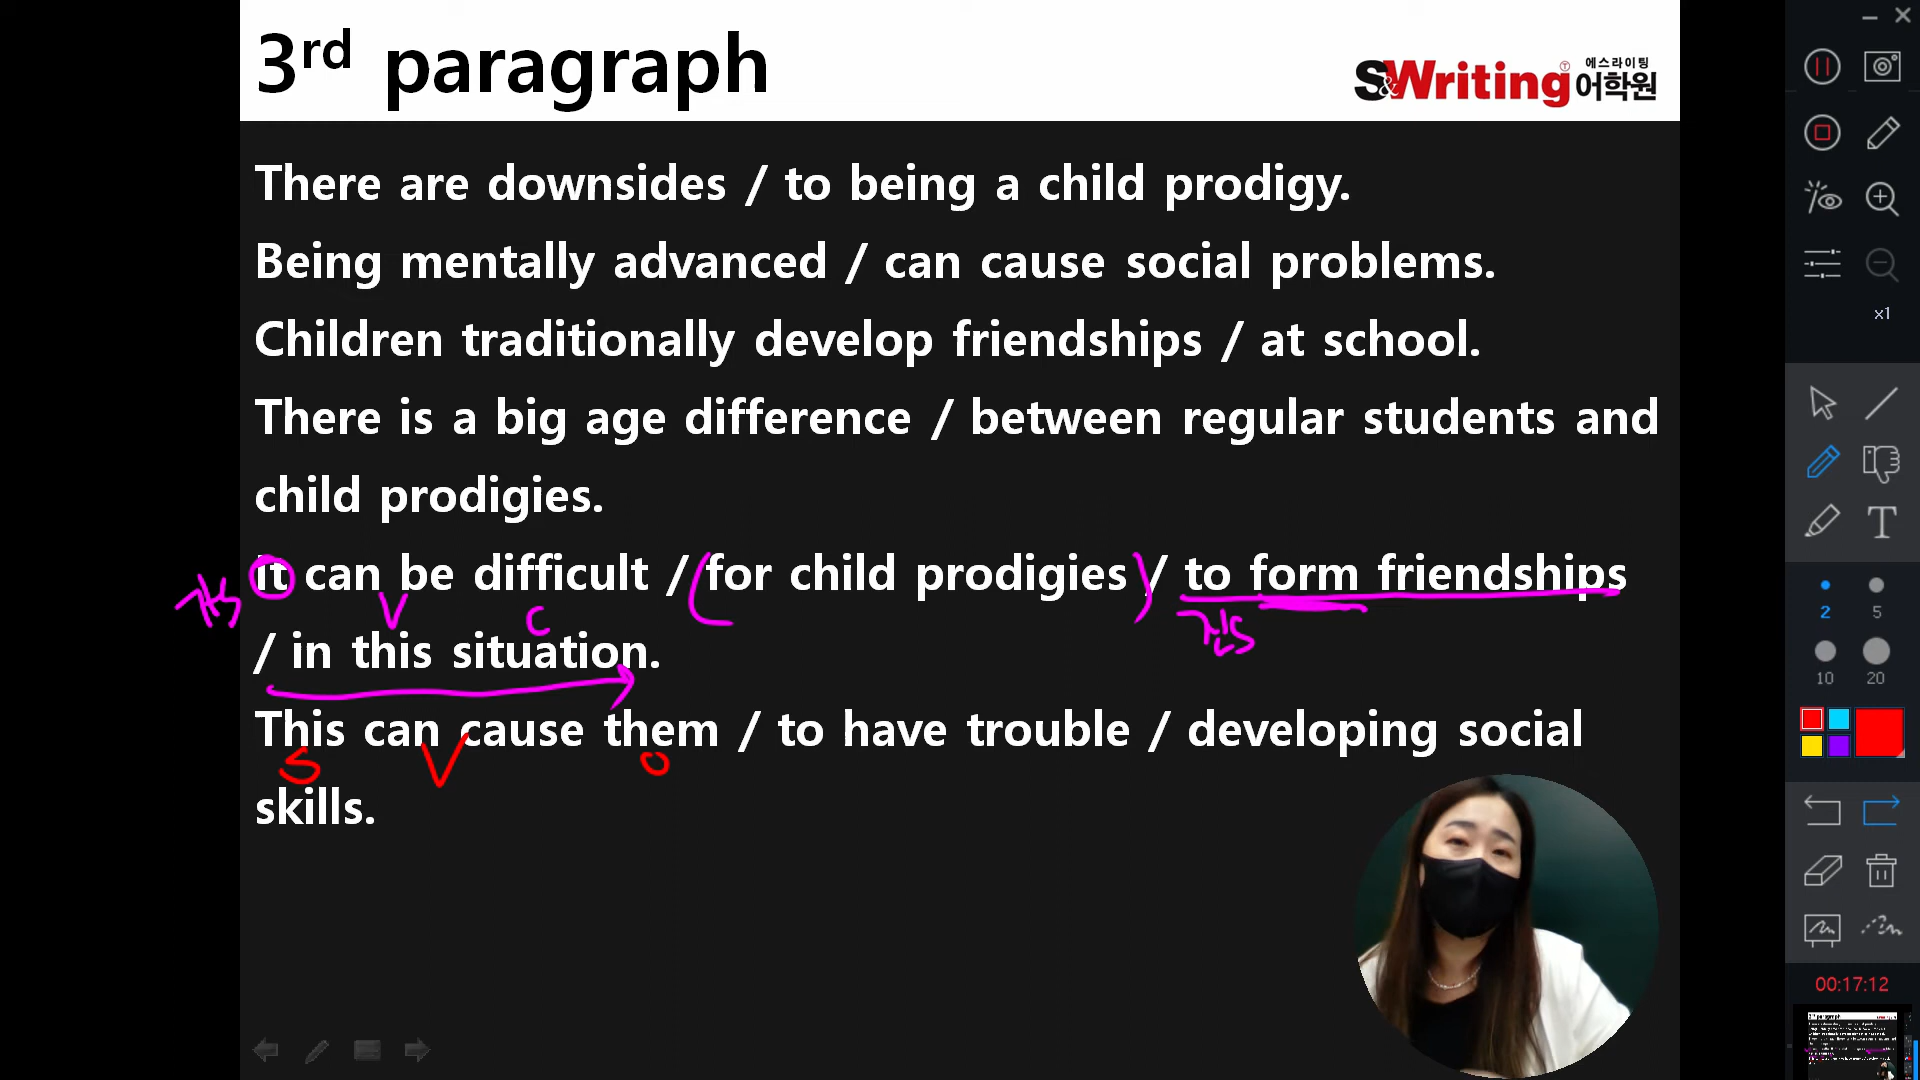 3rd paragraph
S&Writing 에스라이팅 어학원
There are downsides / to being a child prodigy.
Being mentally advanced / can cause social problems.
Children traditionally develop friendships / at school.
There is a big age difference / between regular students and
child prodigies.
It can be difficult / (for child prodigies) / to form friendships
가S V C 진S
/ in this situation.
This can cause them / to have trouble / developing social
S V O
skills.
x1
T
2 5
10 20
00:17:12